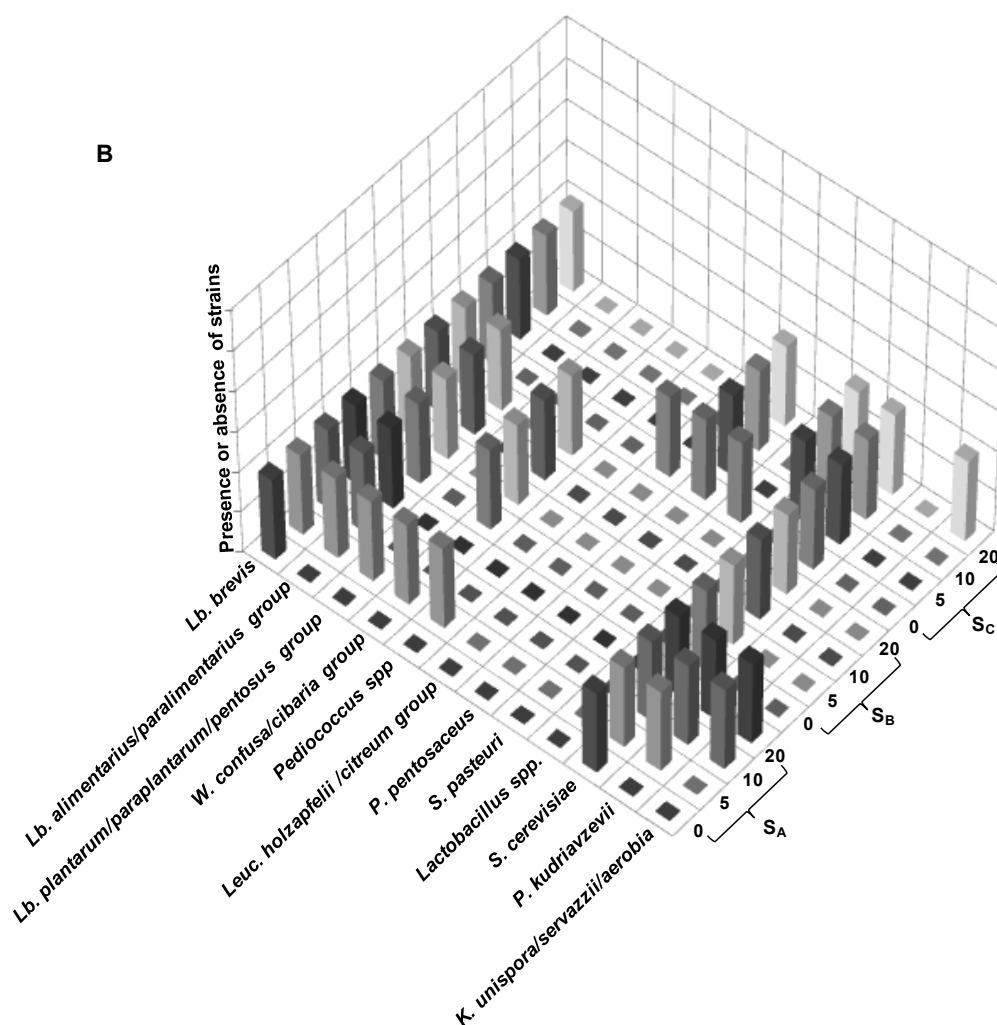 B
Presence or absence of strains
Lb. brevis
Lb. alimentarius/paralimentarius group
Lb. plantarum/paraplantarum/pentosus group
W. confusa/cibaria group
Pediococcus spp
Leuc. holzapfelii /citreum group
P. pentosaceus
S. pasteuri
Lactobacillus spp.
S. cerevisiae
P. kudriavzevii
K. unispora/servazzii/aerobia
0
5
10
20
SA
0
5
10
20
SB
0
5
10
20
SC